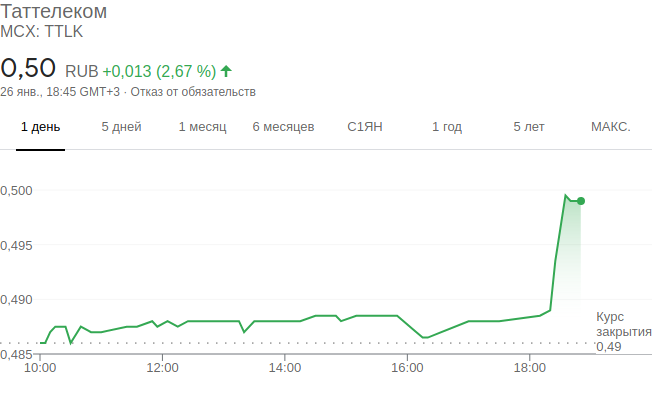 Таттелеком
MCX: TTLK
0,50 RUB +0,013 (2,67 %)
26 янв., 18:45 GMT+3 · Отказ от обязательств
1 день 5 дней 1 месяц 6 месяцев С1ЯН 1 год 5 лет МАКС.
0,500
0,495
0,490
Курс
закрытия
0,49
0,485
10:00 12:00 14:00 16:00 18:00